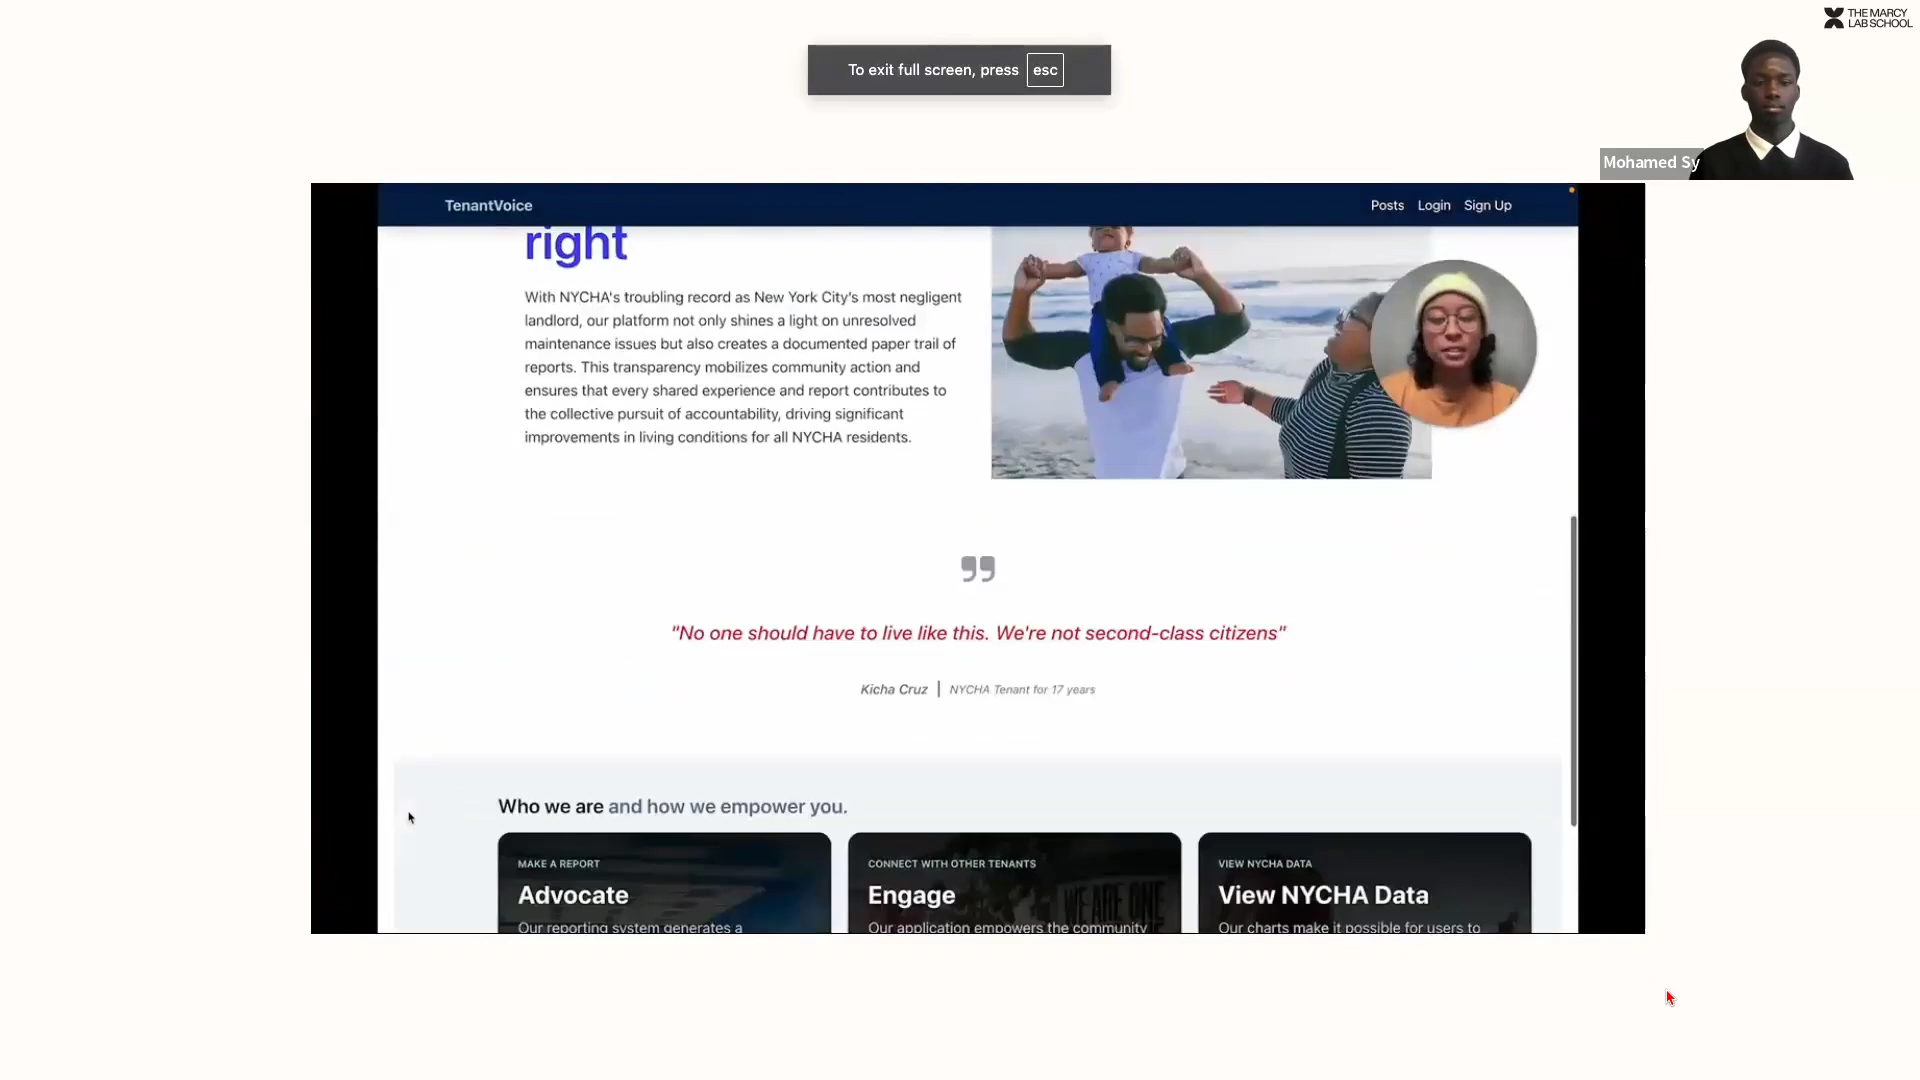 THE MARCY
LAB SCHOOL
To exit full screen, press esc
Mohamed Sy
TenantVoice
Posts Login Sign Up
right
With NYCHA's troubling record as New York City's most negligent
landlord, our platform not only shines a light on unresolved
maintenance issues but also creates a documented paper trail of
reports. This transparency mobilizes community action and
ensures that every shared experience and report contributes to
the collective pursuit of accountability, driving significant
improvements in living conditions for all NYCHA residents.
"No one should have to live like this. We're not second-class citizens"
Kicha Cruz | NYCHA Tenant for 17 years
Who we are and how we empower you.
MAKE A REPORT
Advocate
Our reporting system generates a
CONNECT WITH OTHER TENANTS
Engage
WE ARE ONE
Our application empowers the community
VIEW NYCHA DATA
View NYCHA Data
Our charts make it possible for users to